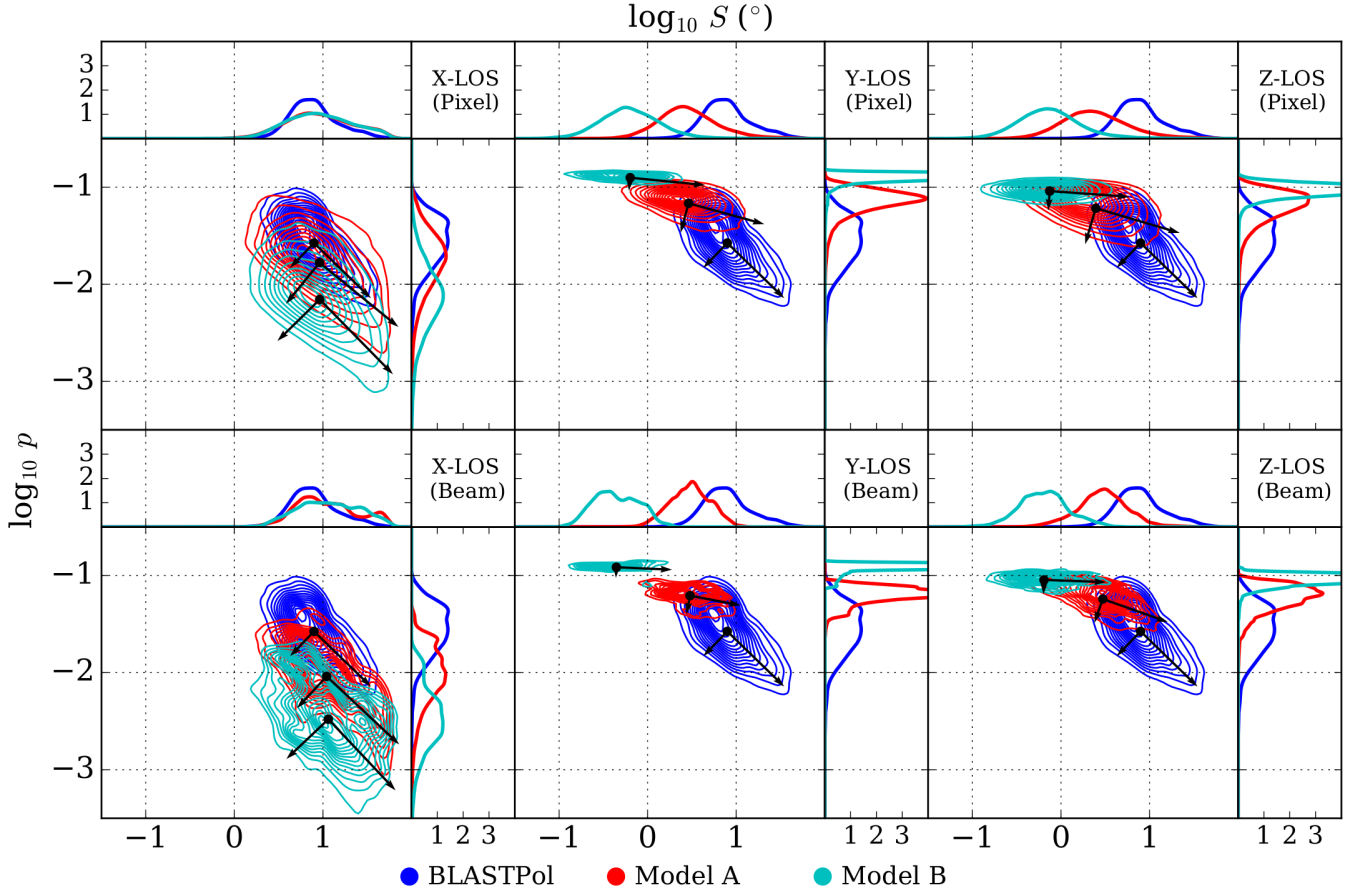 log₁₀ S (°)
3
2
1
X-LOS
(Pixel)
Y-LOS
(Pixel)
Z-LOS
(Pixel)
−1
−2
−3
log₁₀ p
3
2
1
X-LOS
(Beam)
Y-LOS
(Beam)
Z-LOS
(Beam)
−1
−2
−3
−1 0 1 1 2 3 −1 0 1 1 2 3 −1 0 1 1 2 3
BLASTPol Model A Model B